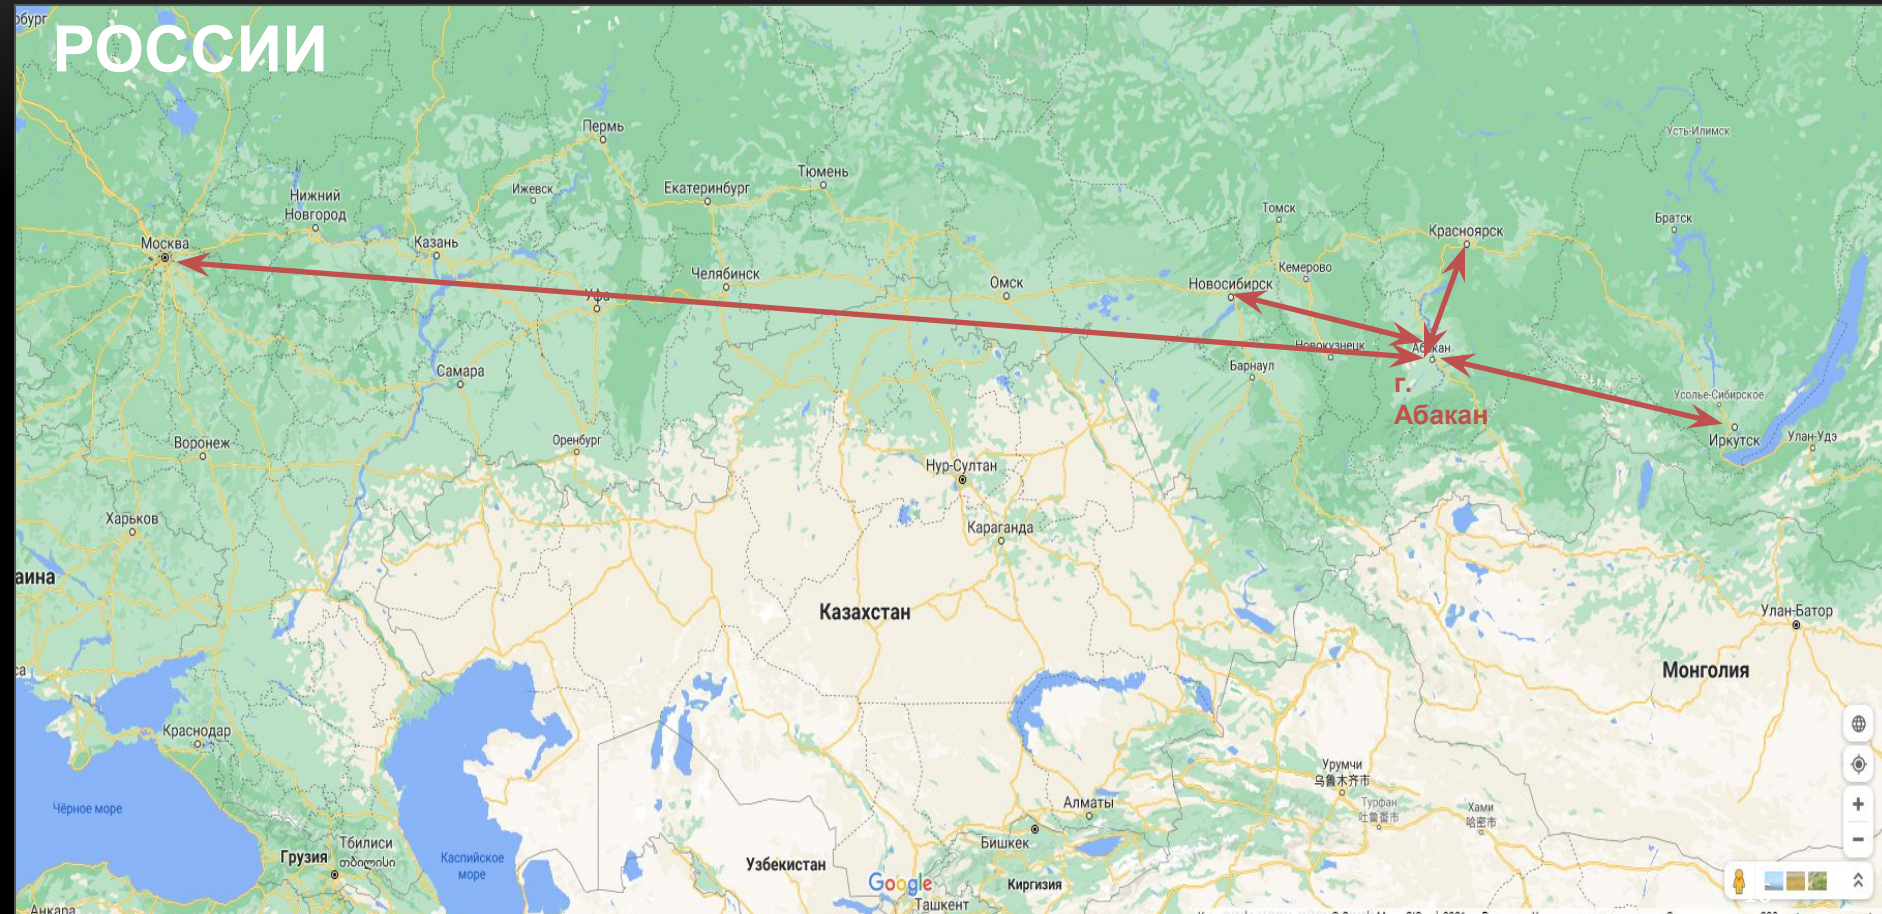 РОССИИ
Пермь
Усть-Илимск
Тюмень
Ижевск
Екатеринбург
Нижний
Новгород
Томск
Братск
Красноярск
Москва
Казань
Кемерово
Челябинск
Омск
Новосибирск
Уфа
Новокузнецк
Абакан
Барнаул
Самара
г.
Абакан
Усолье-Сибирское
Иркутск
Улан-Удэ
Воронеж
Оренбург
Нур-Султан
Харьков
Караганда
аина
Казахстан
Улан-Батор
Монголия
са
Краснодар
Урумчи
乌鲁木齐市
Чёрное море
Алматы
Турфан
吐鲁番市
Хами
哈密市
Тбилиси
თბილისი
Грузия
Бишкек
Каспийское
море
Узбекистан
Google
Киргизия
Ташкент
Анкара